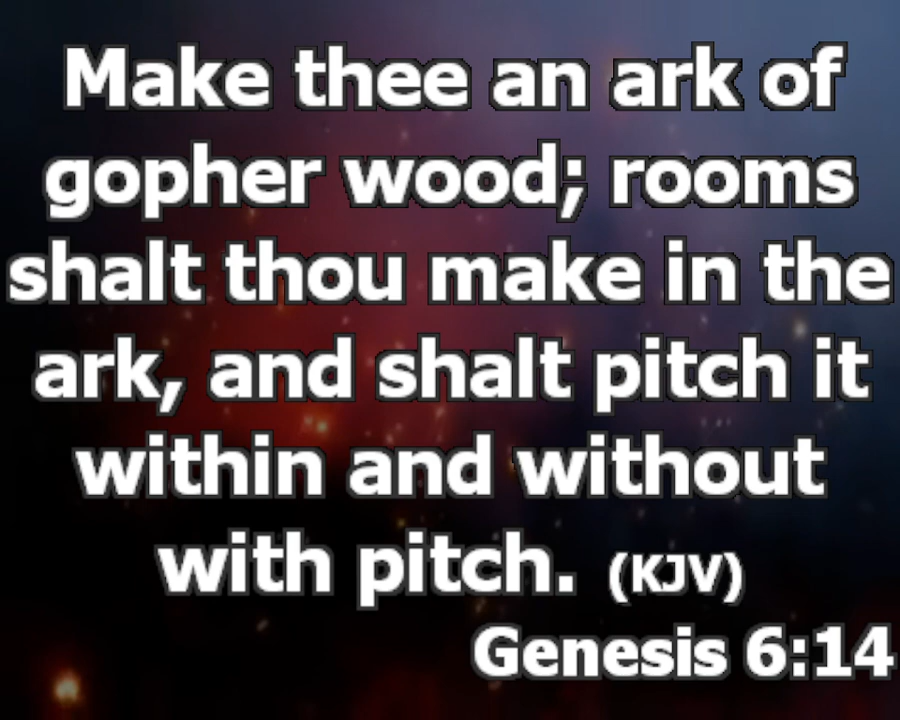 Make thee an ark of
gopher wood; rooms
shalt thou make in the
ark, and shalt pitch it
within and without
with pitch. (KJV)
Genesis 6:14